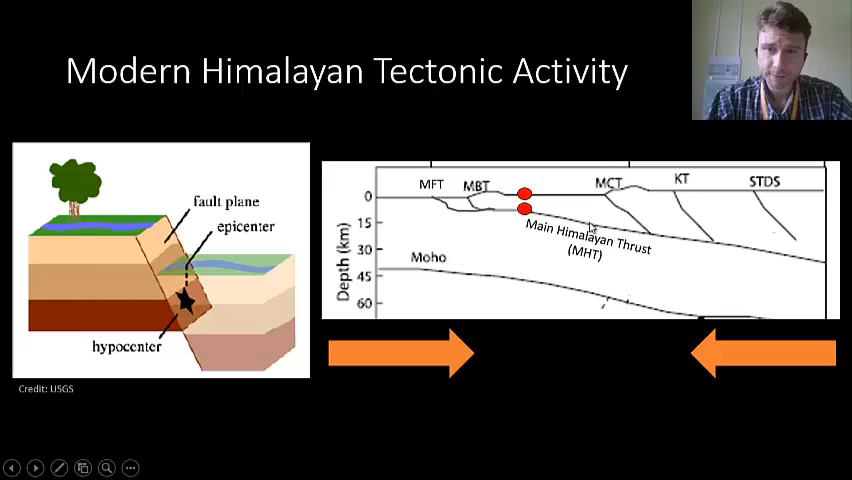 Modern Himalayan Tectonic Activity
fault plane
epicenter
hypocenter
Credit: USGS
MFT
MBT
MCT
KT
STDS
0
15
30
45
60
Depth (km)
Main Himalayan Thrust
(MHT)
Moho